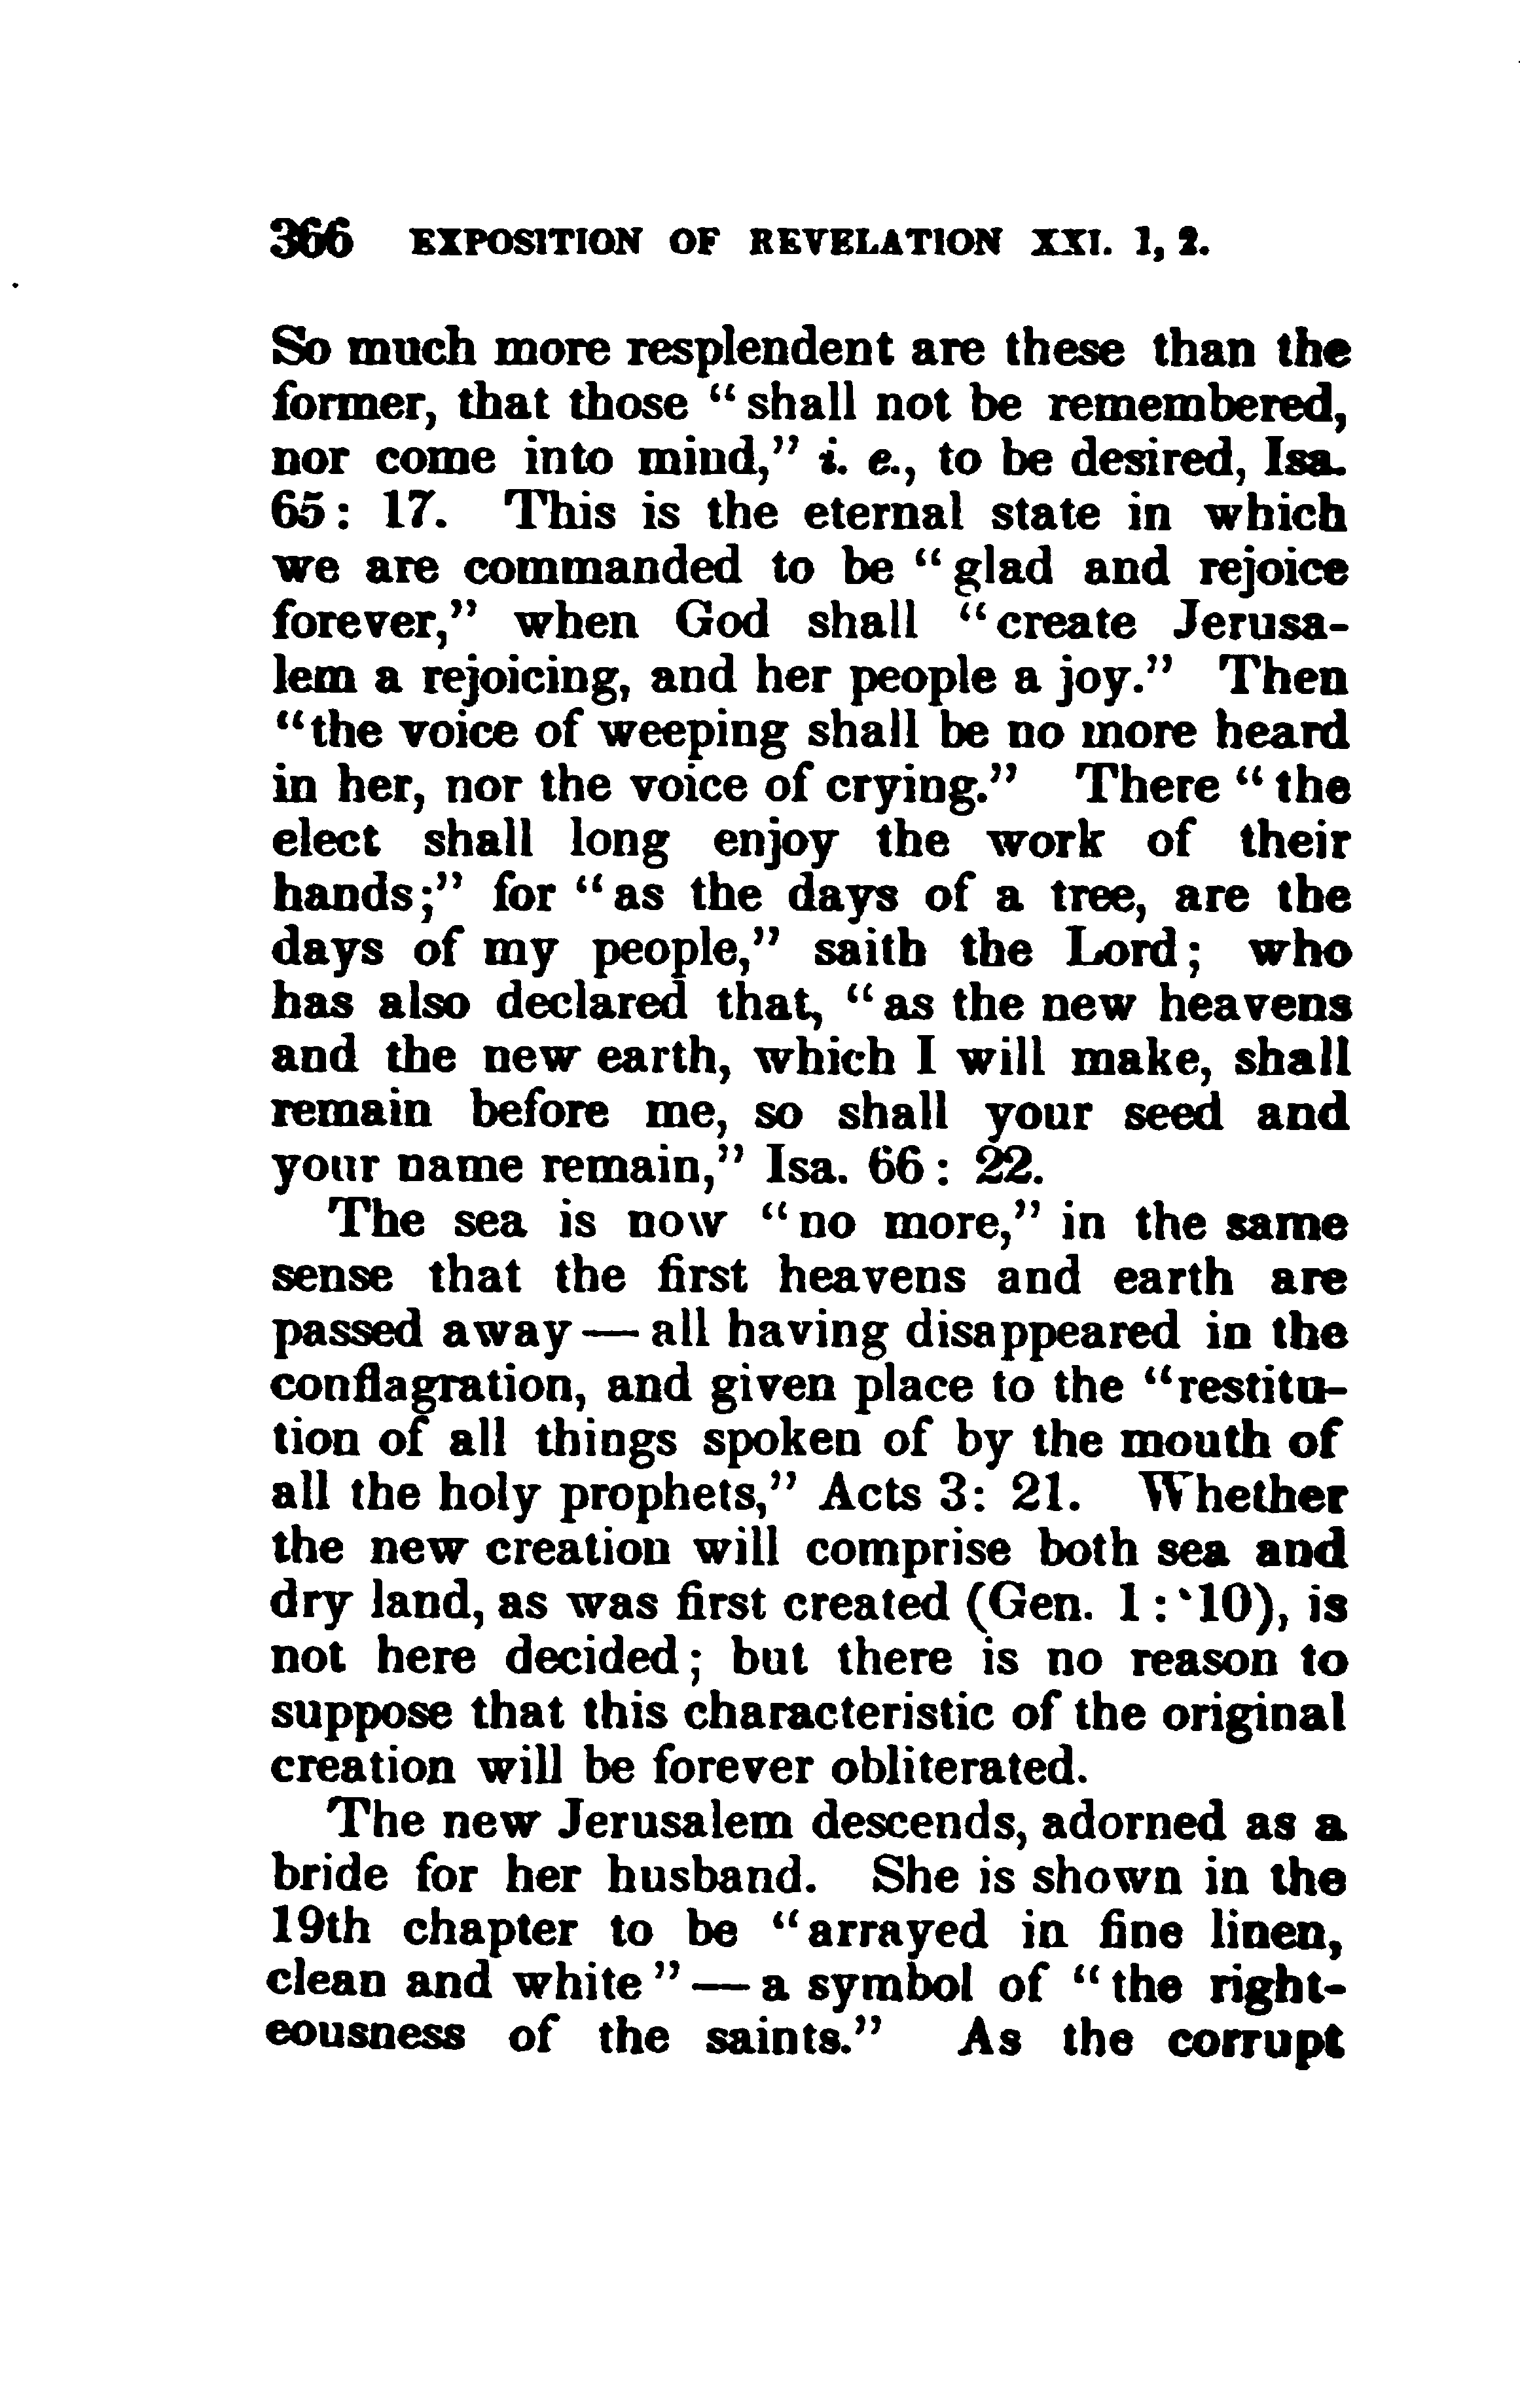 366 EXPOSITION OF REVELATION XXI. 1, 2.
So much more resplendent are these than the
former, that those “shall not be remembered,
nor come into mind,” i. e., to be desired, Isa.
65: 17. This is the eternal state in which
we are commanded to be “glad and rejoice
forever,” when God shall “create Jerusa-
lem a rejoicing, and her people a joy.” Then
“the voice of weeping shall be no more heard
in her, nor the voice of crying.” There “the
elect shall long enjoy the work of their
hands;” for “as the days of a tree, are the
days of my people,” saith the Lord; who
has also declared that, “as the new heavens
and the new earth, which I will make, shall
remain before me, so shall your seed and
your name remain,” Isa. 66: 22.
The sea is now “no more,” in the same
sense that the first heavens and earth are
passed away—all having disappeared in the
conflagration, and given place to the “restitu-
tion of all things spoken of by the mouth of
all the holy prophets,” Acts 3: 21. Whether
the new creation will comprise both sea and
dry land, as was first created (Gen. 1: 10), is
not here decided; but there is no reason to
suppose that this characteristic of the original
creation will be forever obliterated.
The new Jerusalem descends, adorned as a
bride for her husband. She is shown in the
19th chapter to be “arrayed in fine linen,
clean and white”—a symbol of “the right-
eousness of the saints.” As the corrupt